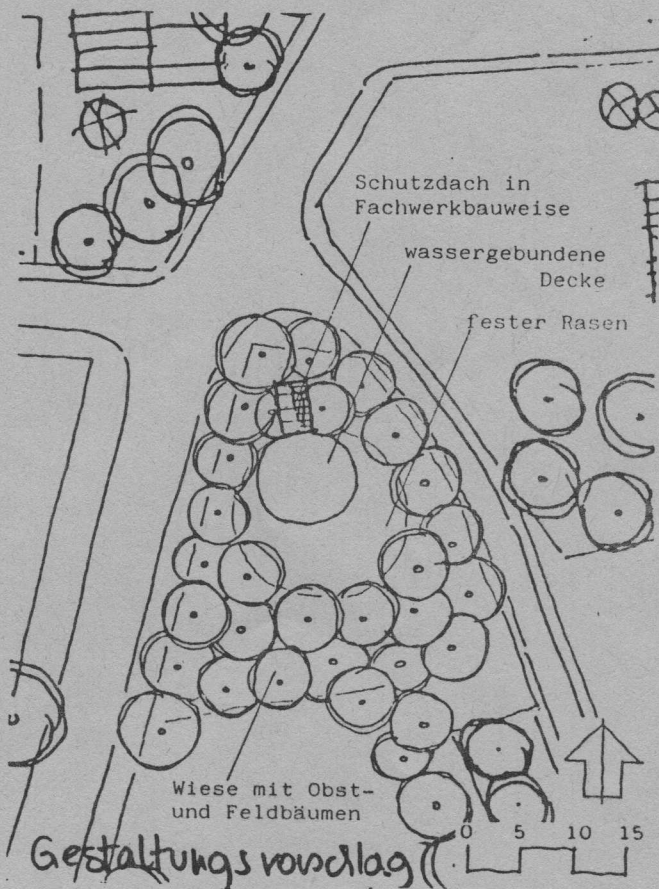 Schutzdach in
Fachwerkbauweise
wassergebundene
Decke
fester Rasen
Wiese mit Obst-
und Feldbäumen
0 5 10 15
Gestaltungsvorschlag